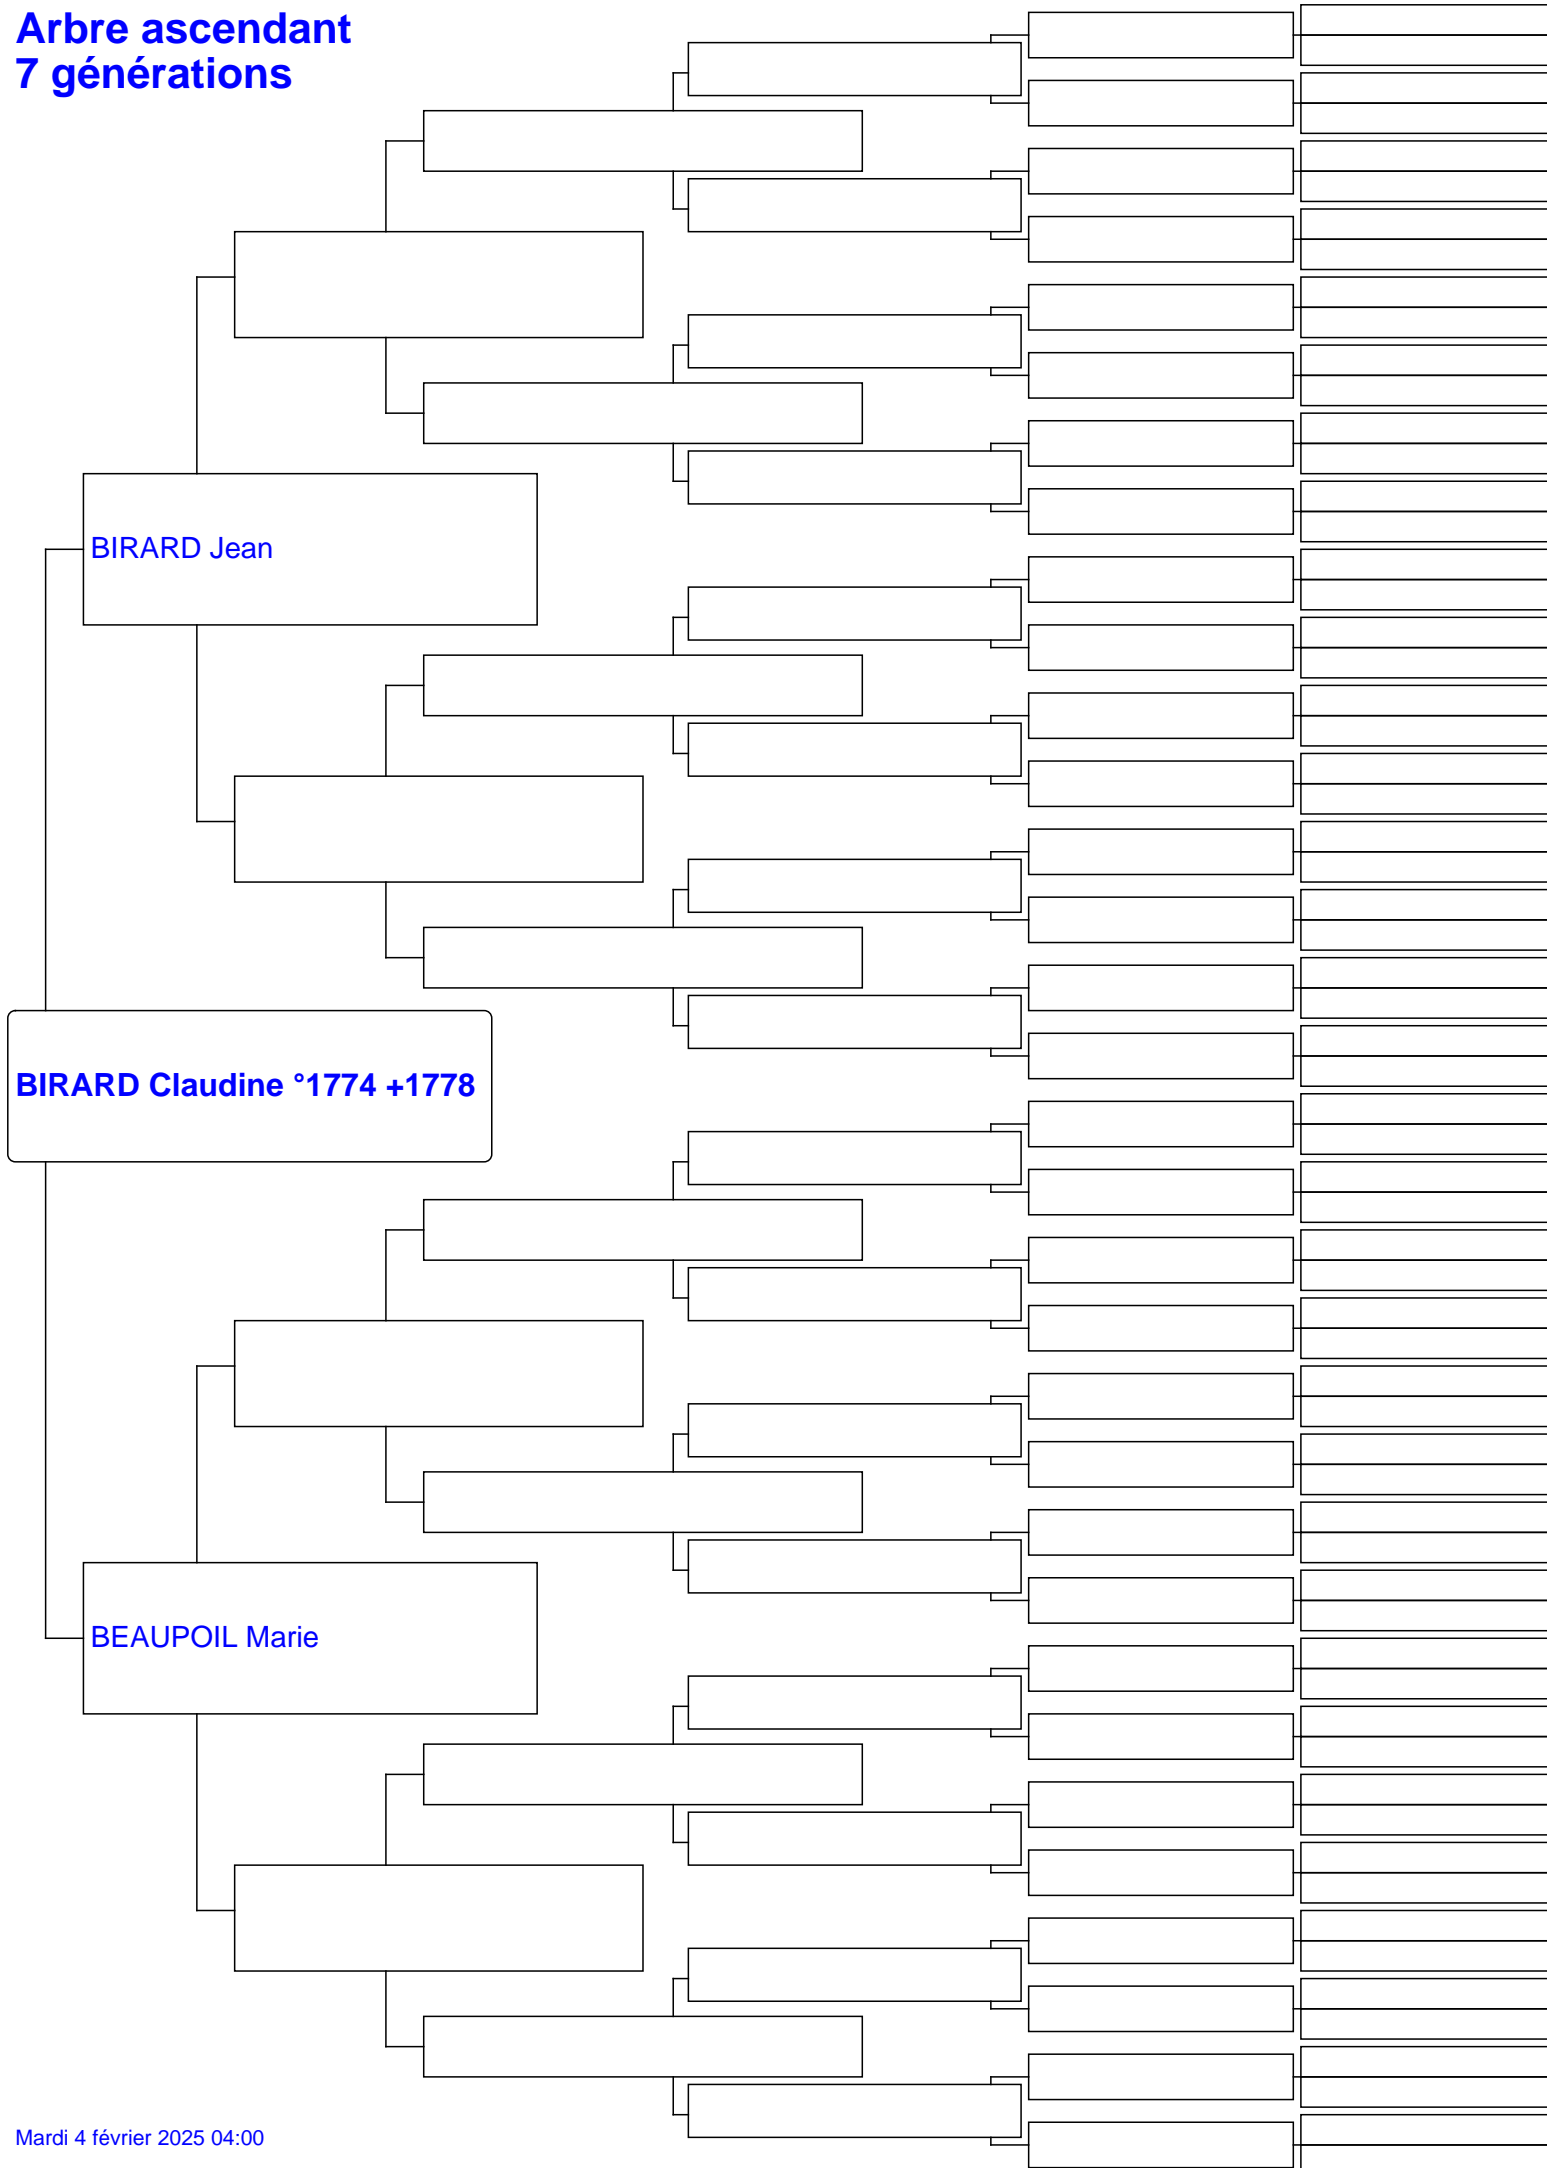 Arbre ascendant
7 générations
BIRARD Jean
BIRARD Claudine °1774 +1778
BEAUPOIL Marie
Mardi 4 février 2025 04:00